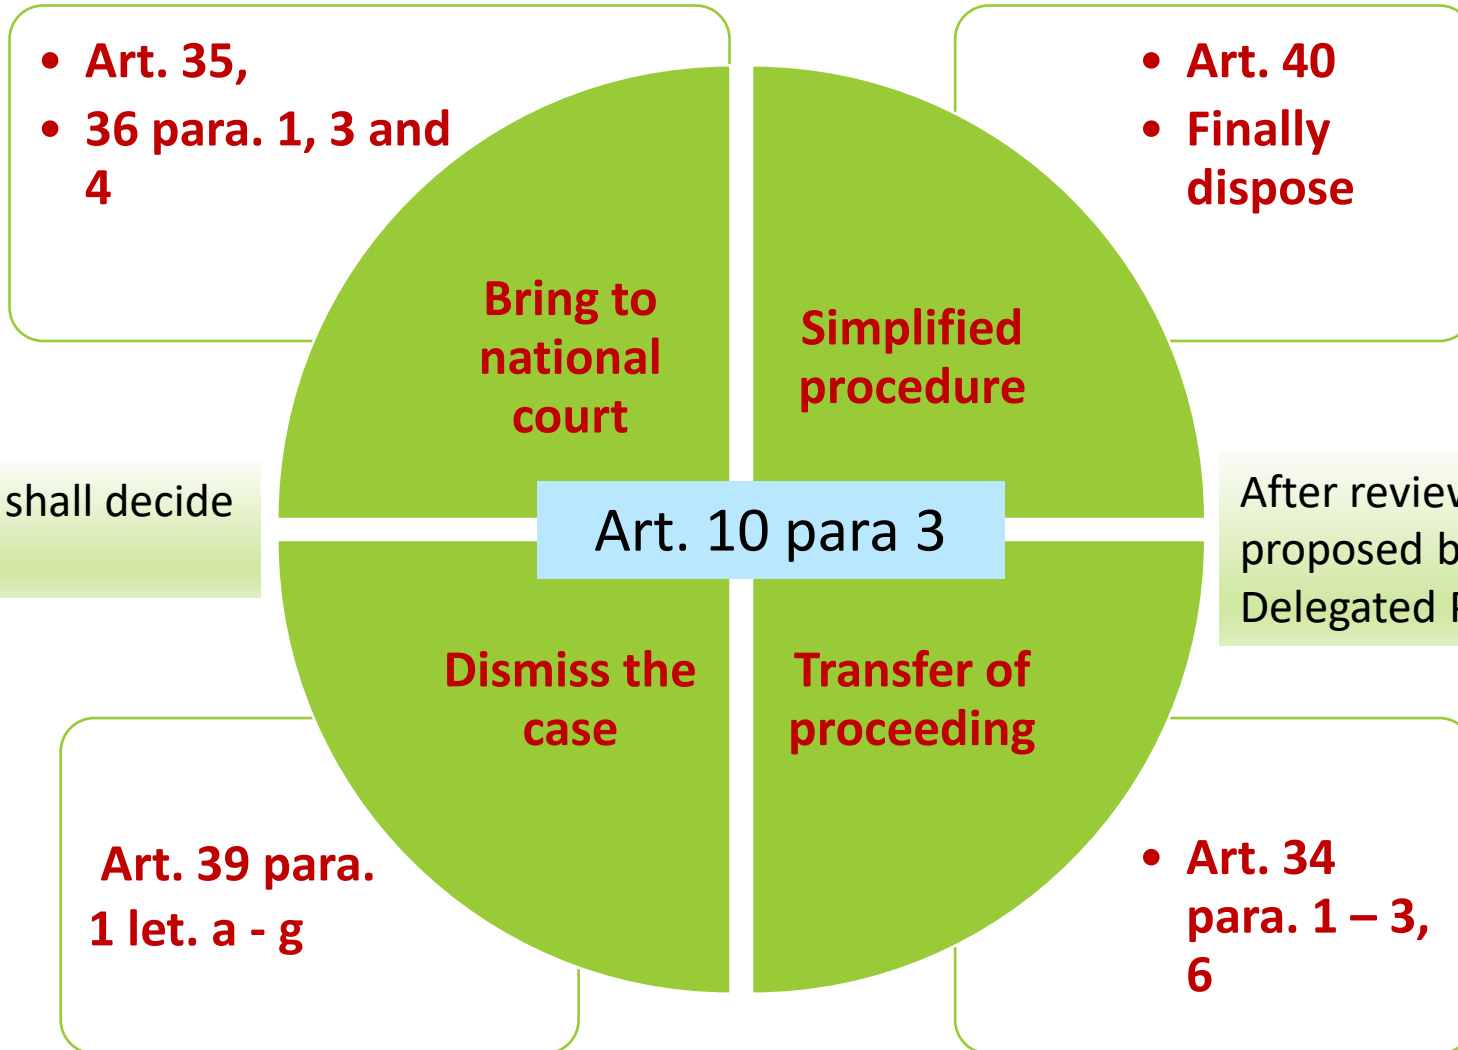 • Art. 35,
• 36 para. 1, 3 and
4
• Art. 40
• Finally
dispose
Bring to
national
court
Simplified
procedure
shall decide
Art. 10 para 3
After review
proposed b
Delegated
Dismiss the
case
Transfer of
proceeding
Art. 39 para.
1 let. a - g
• Art. 34
para. 1 – 3,
6